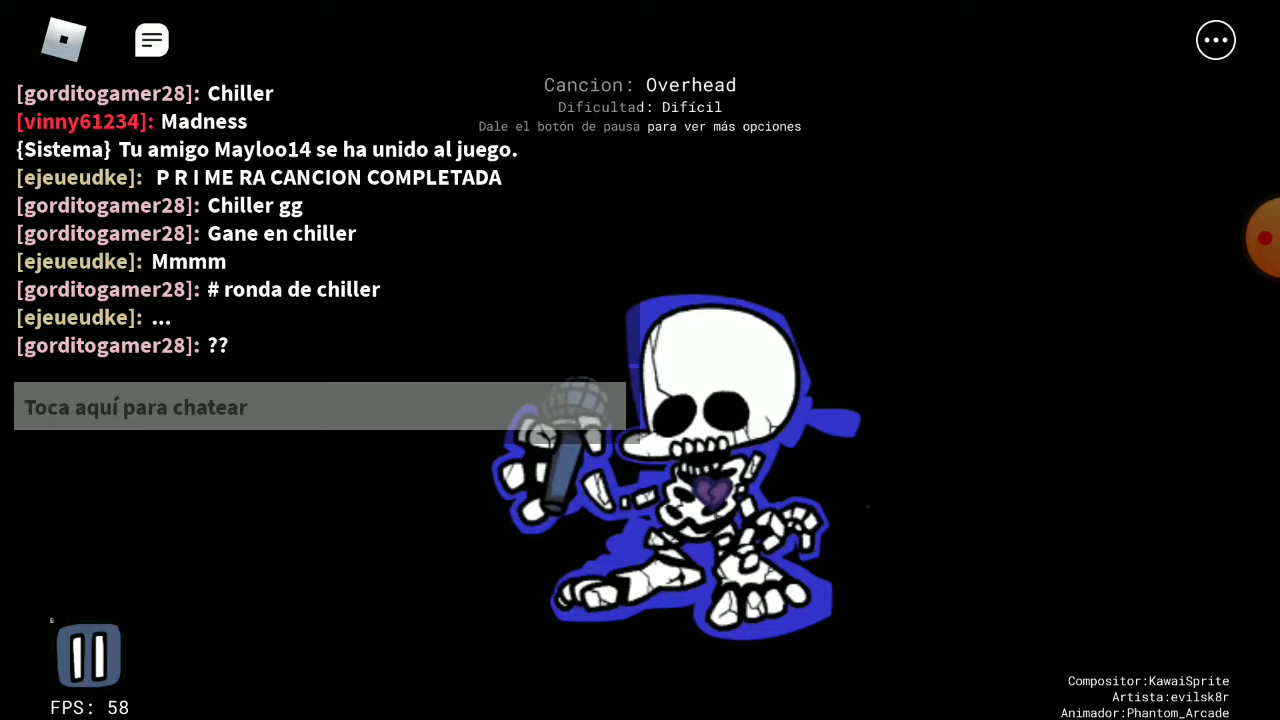 [gorditogamer28]: Chiller
[vinny61234]: Madness
{Sistema} Tu amigo Mayloo14 se ha unido al juego.
[ejeueudke]: P R I ME RA CANCION COMPLETADA
[gorditogamer28]: Chiller gg
[gorditogamer28]: Gane en chiller
[ejeueudke]: Mmmm
[gorditogamer28]: # ronda de chiller
[ejeueudke]: ...
[gorditogamer28]: ??
Toca aquí para chatear
Cancion: Overhead
Dificultad: Difícil
Dale el botón de pausa para ver más opciones
FPS: 58
Compositor:KawaiSprite
Artista:evilsk8r
Animador:Phantom_Arcade